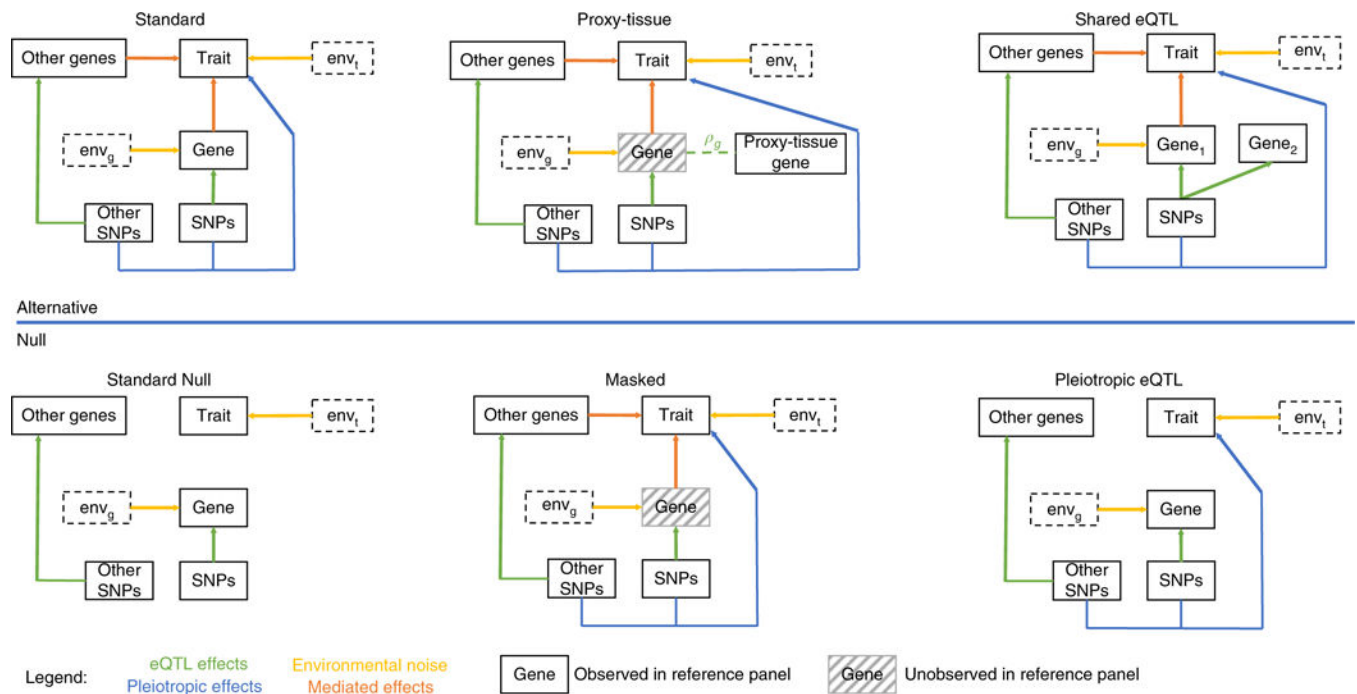 Standard
Other genes
Trait
env_t
env_g
Gene
Other
SNPs
SNPs
Proxy-tissue
Other genes
Trait
env_t
env_g
Gene
ρ_g
Proxy-tissue
gene
Other
SNPs
SNPs
Shared eQTL
Other genes
Trait
env_t
env_g
Gene_1
Gene_2
Other
SNPs
SNPs
Alternative
Null
Standard Null
Other genes
Trait
env_t
env_g
Gene
Other
SNPs
SNPs
Masked
Other genes
Trait
env_t
env_g
Gene
Other
SNPs
SNPs
Pleiotropic eQTL
Other genes
Trait
env_t
env_g
Gene
Other
SNPs
SNPs
Legend:
eQTL effects
Pleiotropic effects
Environmental noise
Mediated effects
Gene
Observed in reference panel
Gene
Unobserved in reference panel